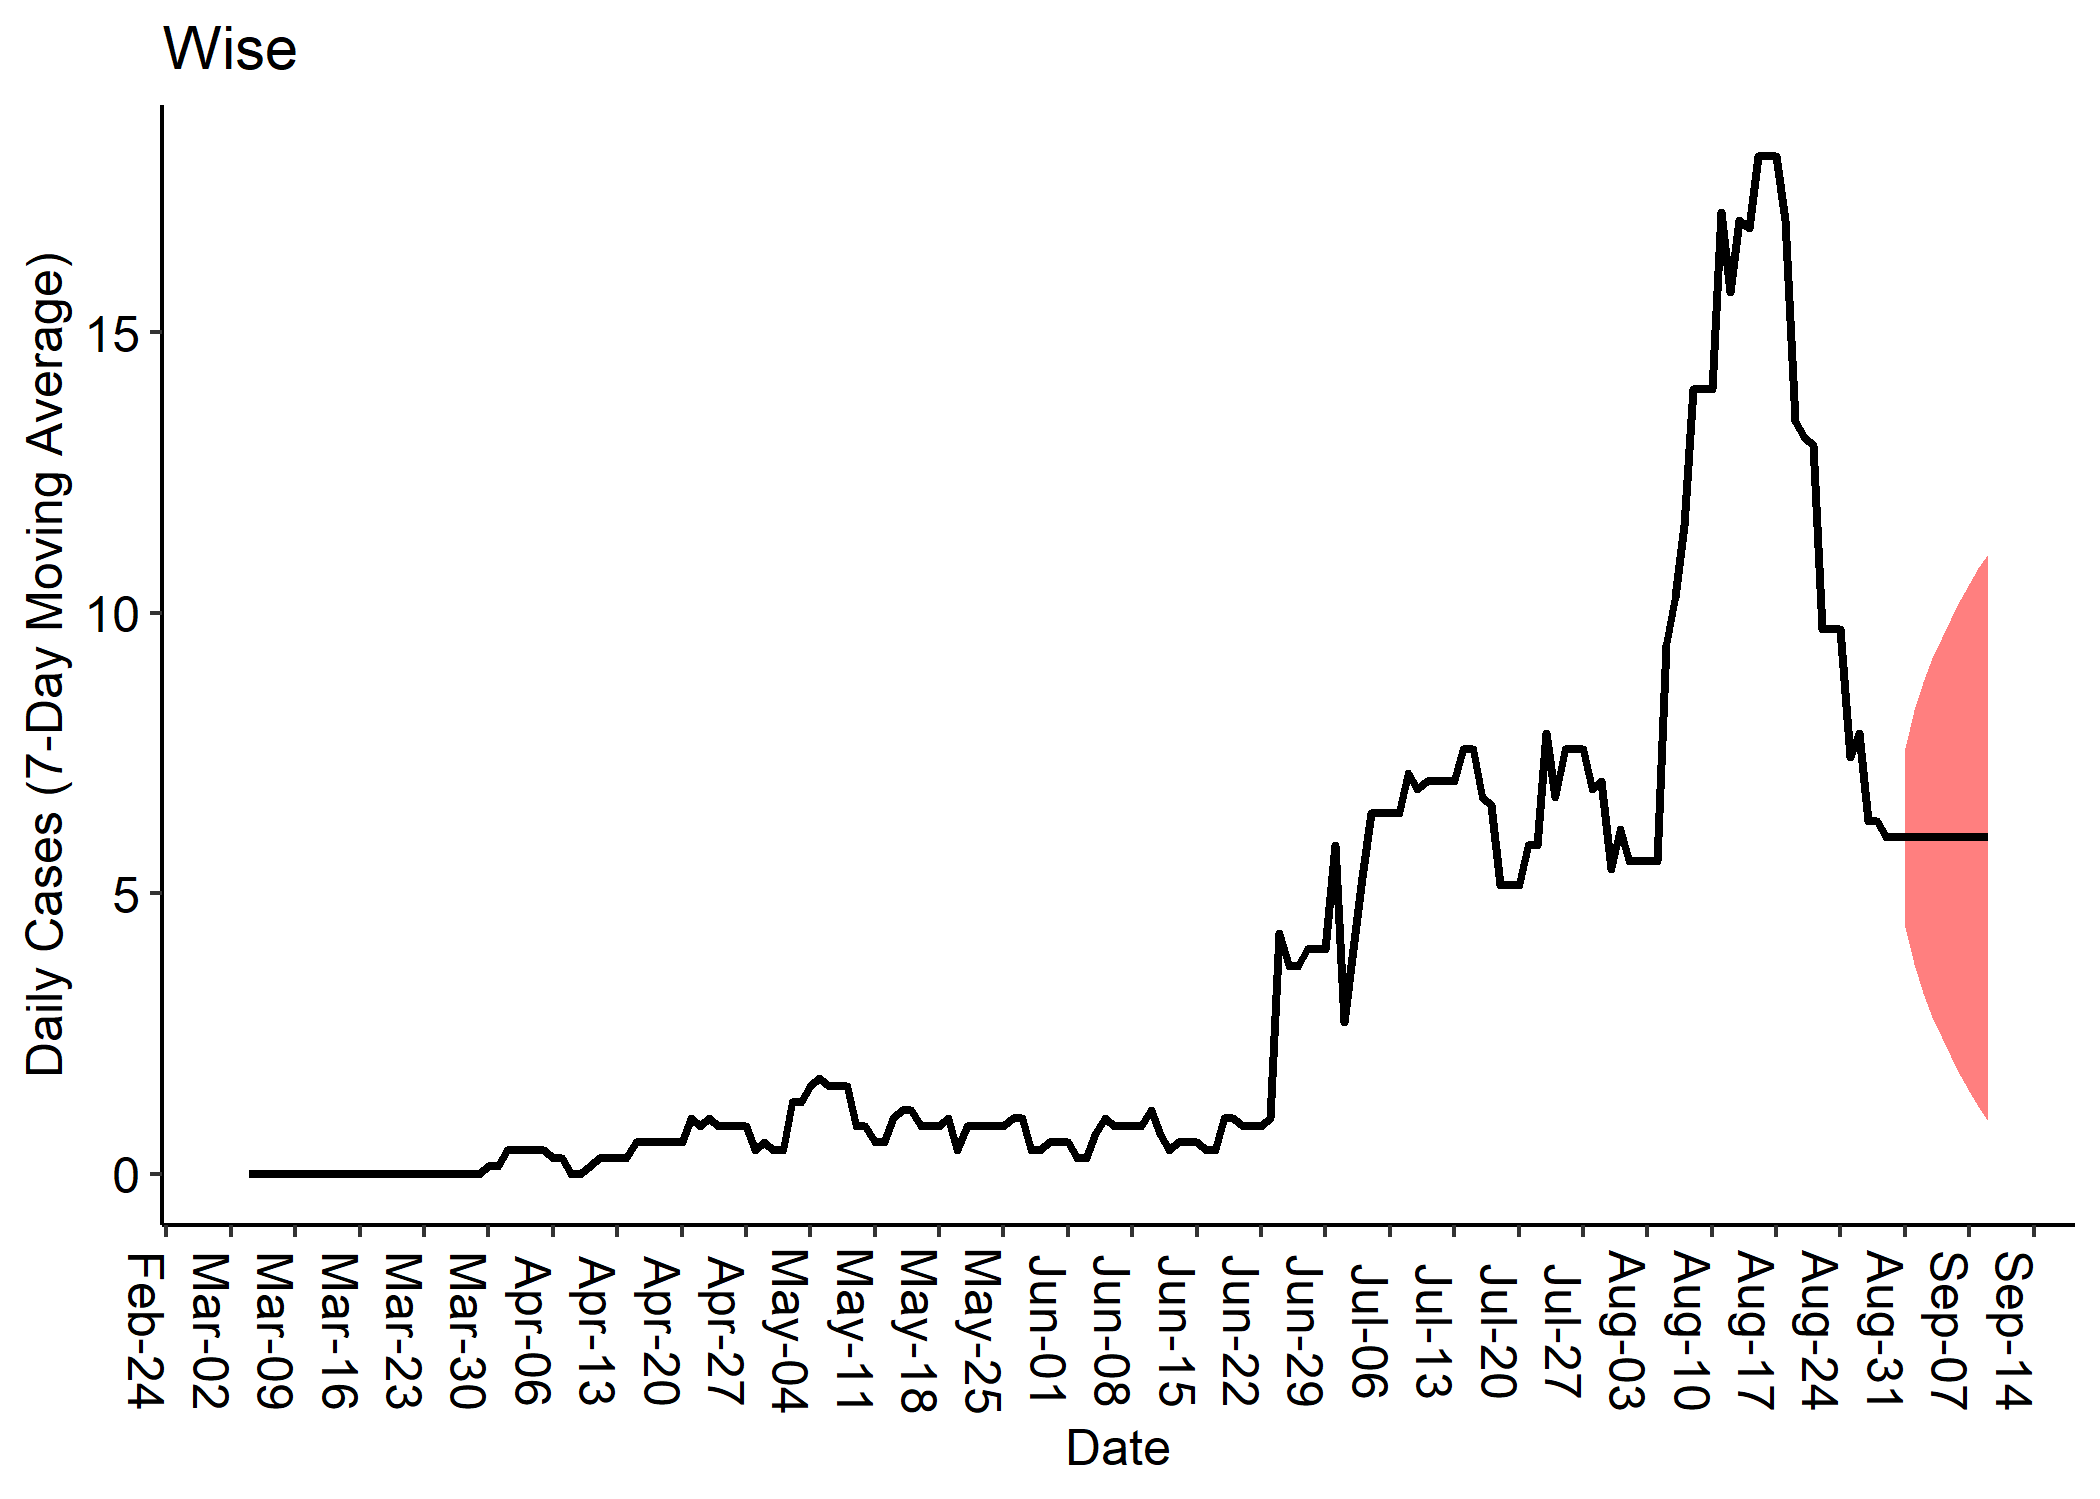 Wise
Daily Cases (7-Day Moving Average)
15
10
5
0
Feb-24
Mar-02
Mar-09
Mar-16
Mar-23
Mar-30
Apr-06
Apr-13
Apr-20
Apr-27
May-04
May-11
May-18
May-25
Jun-01
Jun-08
Jun-15
Jun-22
Jun-29
Jul-06
Jul-13
Jul-20
Jul-27
Aug-03
Aug-10
Aug-17
Aug-24
Aug-31
Sep-07
Sep-14
Date